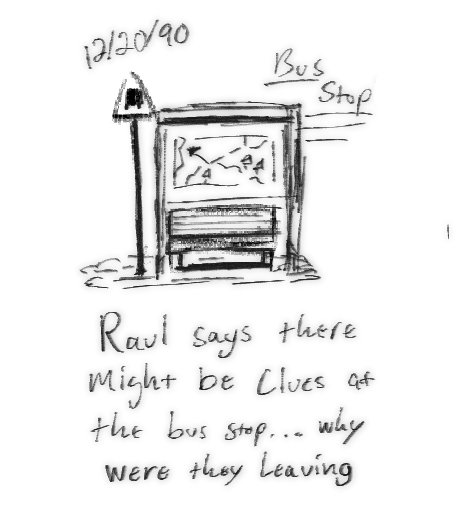 12/20/90
Bus
Stop
Raul says there
Might be Clues at
the bus stop... why
were they Leaving